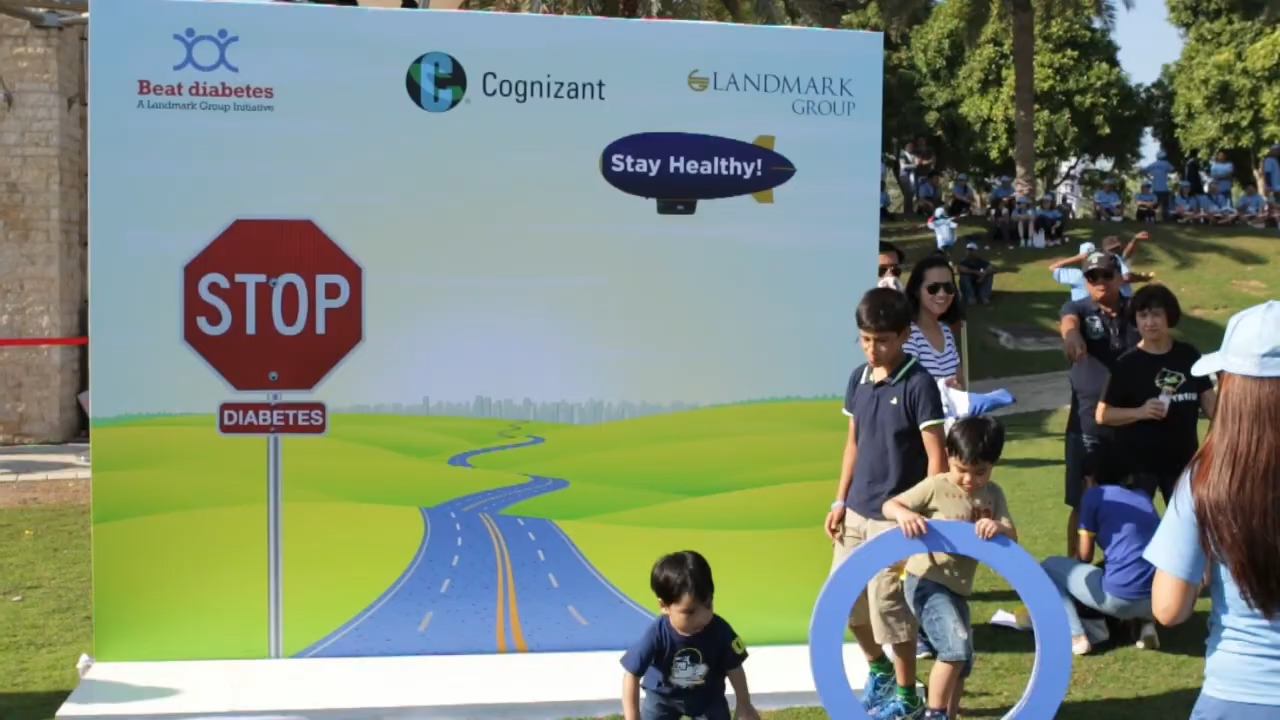 Beat diabetes
A Landmark Group Initiative
Cognizant
LANDMARK
GROUP
Stay Healthy!
STOP
DIABETES